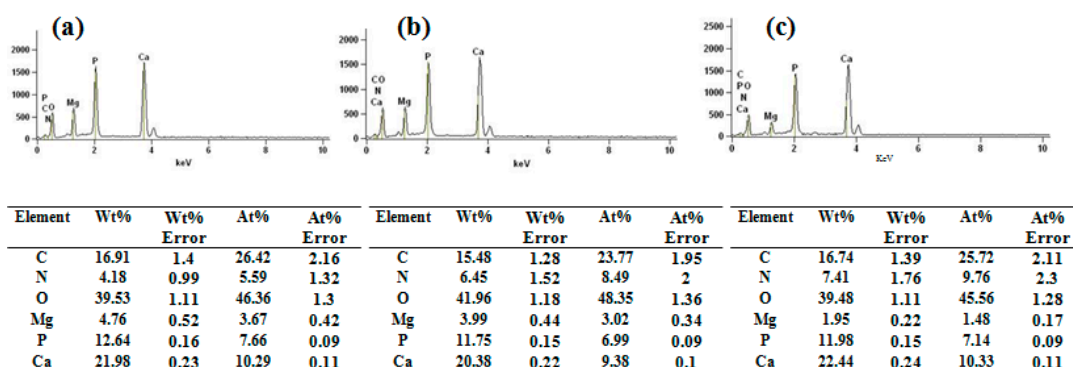 (a)
2000
1500
1000
500
0
P
C O
N
Mg
P
Ca
0 2 4 6 8 10
keV
(b)
2000
1500
1000
500
0
C O
N
Ca
Mg
P
Ca
0 2 4 6 8 10
keV
(c)
2500
2000
1500
1000
500
0
C
P O
N
Ca
Mg
P
Ca
0 2 4 6 8 10
KeV
Element Wt% Wt% Error At% At% Error
C 16.91 1.4 26.42 2.16
N 4.18 0.99 5.59 1.32
O 39.53 1.11 46.36 1.3
Mg 4.76 0.52 3.67 0.42
P 12.64 0.16 7.66 0.09
Ca 21.98 0.23 10.29 0.11
Element Wt% Wt% Error At% At% Error
C 15.48 1.28 23.77 1.95
N 6.45 1.52 8.49 2
O 41.96 1.18 48.35 1.36
Mg 3.99 0.44 3.02 0.34
P 11.75 0.15 6.99 0.09
Ca 20.38 0.22 9.38 0.1
Element Wt% Wt% Error At% At% Error
C 16.74 1.39 25.72 2.11
N 7.41 1.76 9.76 2.3
O 39.48 1.11 45.56 1.28
Mg 1.95 0.22 1.48 0.17
P 11.98 0.15 7.14 0.09
Ca 22.44 0.24 10.33 0.11